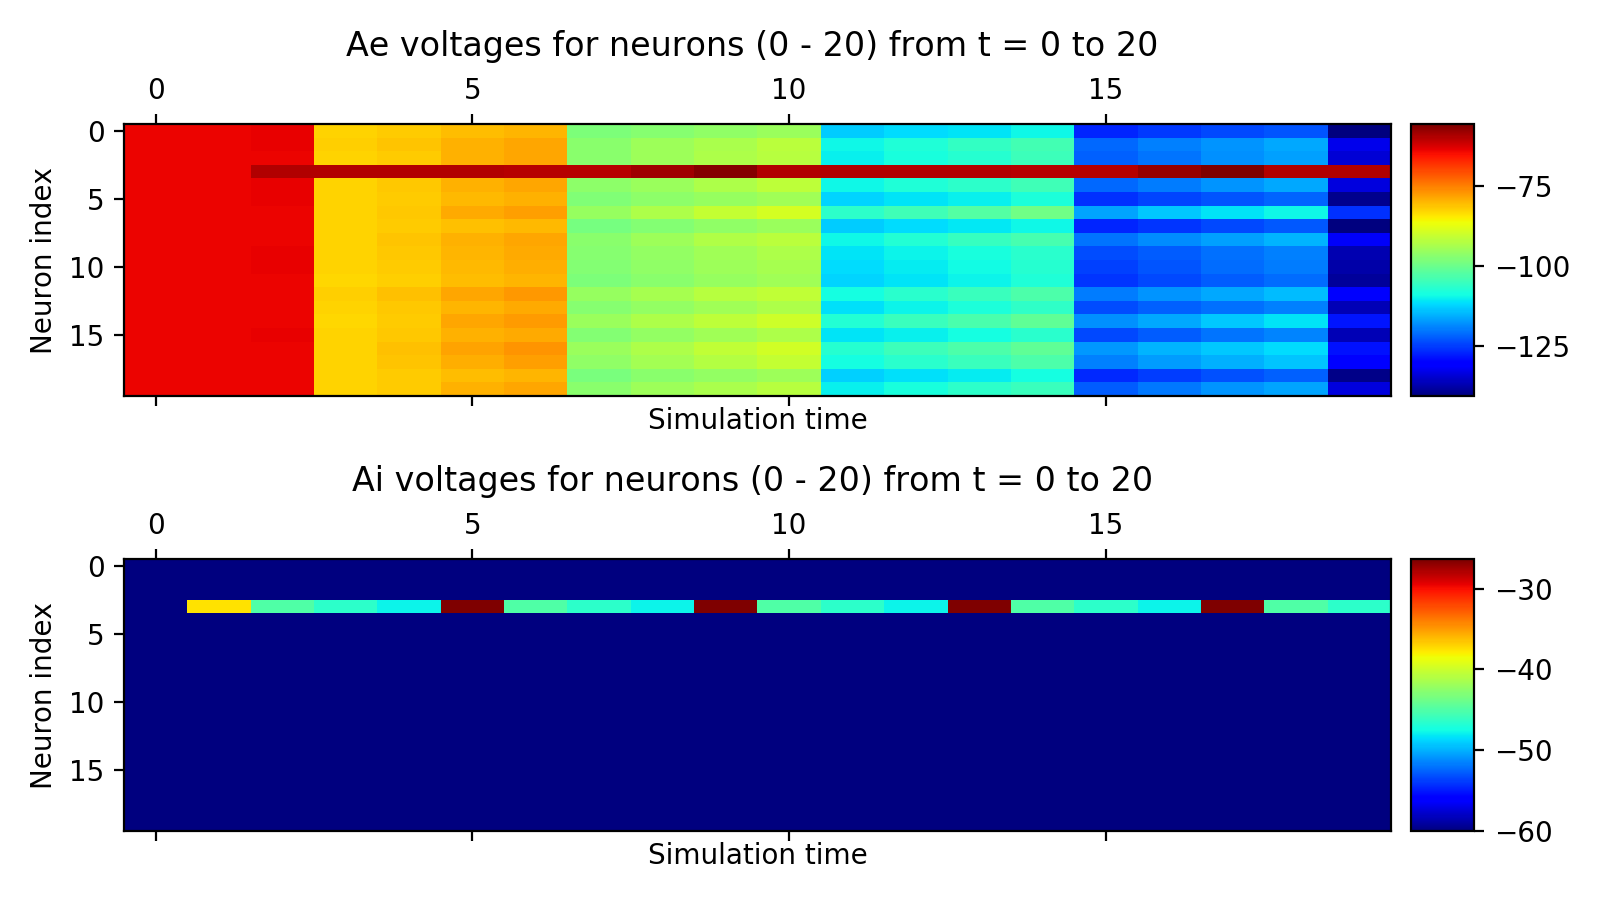 Ae voltages for neurons (0 - 20) from t = 0 to 20
0 5 10 15
Neuron index
0
5
10
15
Simulation time
−75
−100
−125
Ai voltages for neurons (0 - 20) from t = 0 to 20
0 5 10 15
Neuron index
0
5
10
15
Simulation time
−30
−40
−50
−60